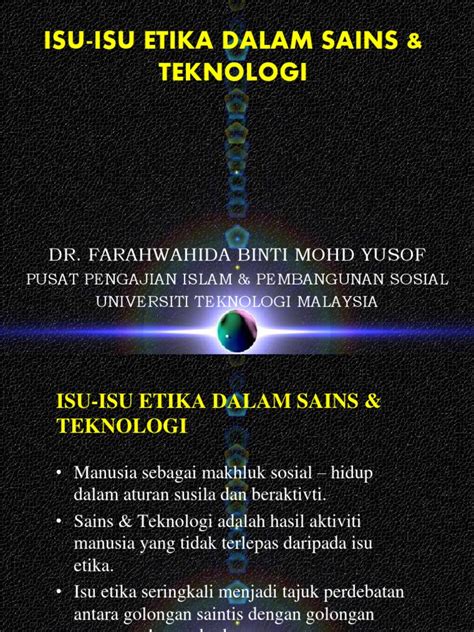 ISU-ISU ETIKA DALAM SAINS &
TEKNOLOGI
DR. FARAHWAHIDA BINTI MOHD YUSOF
PUSAT PENGAJIAN ISLAM & PEMBANGUNAN SOSIAL
UNIVERSITI TEKNOLOGI MALAYSIA
ISU-ISU ETIKA DALAM SAINS &
TEKNOLOGI
• Manusia sebagai makhluk sosial – hidup
dalam aturan susila dan beraktivti.
• Sains & Teknologi adalah hasil aktiviti
manusia yang tidak terlepas daripada isu
etika.
• Isu etika seringkali menjadi tajuk perdebatan
antara golongan saintis dengan golongan